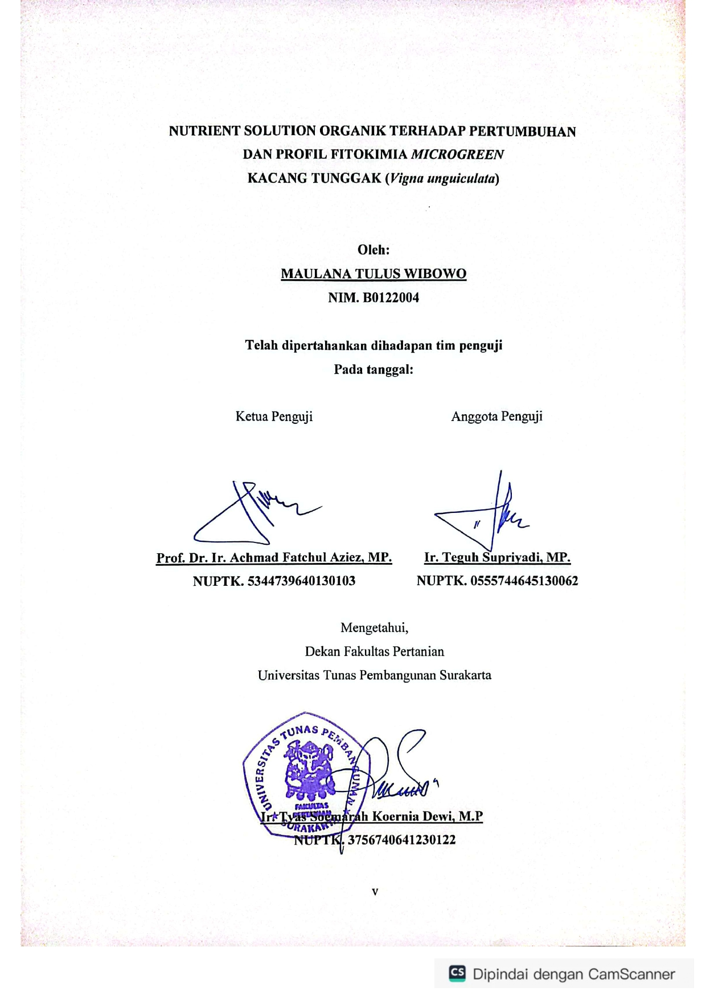 NUTRIENT SOLUTION ORGANIK TERHADAP PERTUMBUHAN
DAN PROFIL FITOKIMIA MICROGREEN
KACANG TUNGGAK (Vigna unguiculata)
Oleh:
MAULANA TULUS WIBOWO
NIM. B0122004
Telah dipertahankan dihadapan tim penguji
Pada tanggal:
Ketua Penguji Anggota Penguji
Prof. Dr. Ir. Achmad Fatchul Aziez, MP. Ir. Teguh Supriyadi, MP.
NUPTK. 5344739640130103 NUPTK. 0555744645130062
Mengetahui,
Dekan Fakultas Pertanian
Universitas Tunas Pembangunan Surakarta
UNIVERSITAS TUNAS PEMBANGUNAN
FAKULTAS
PERTANIAN
SURAKARTA
Ir. Tyas Soemarah Koernia Dewi, M.P
NUPTK. 3756740641230122
v
CS Dipindai dengan CamScanner